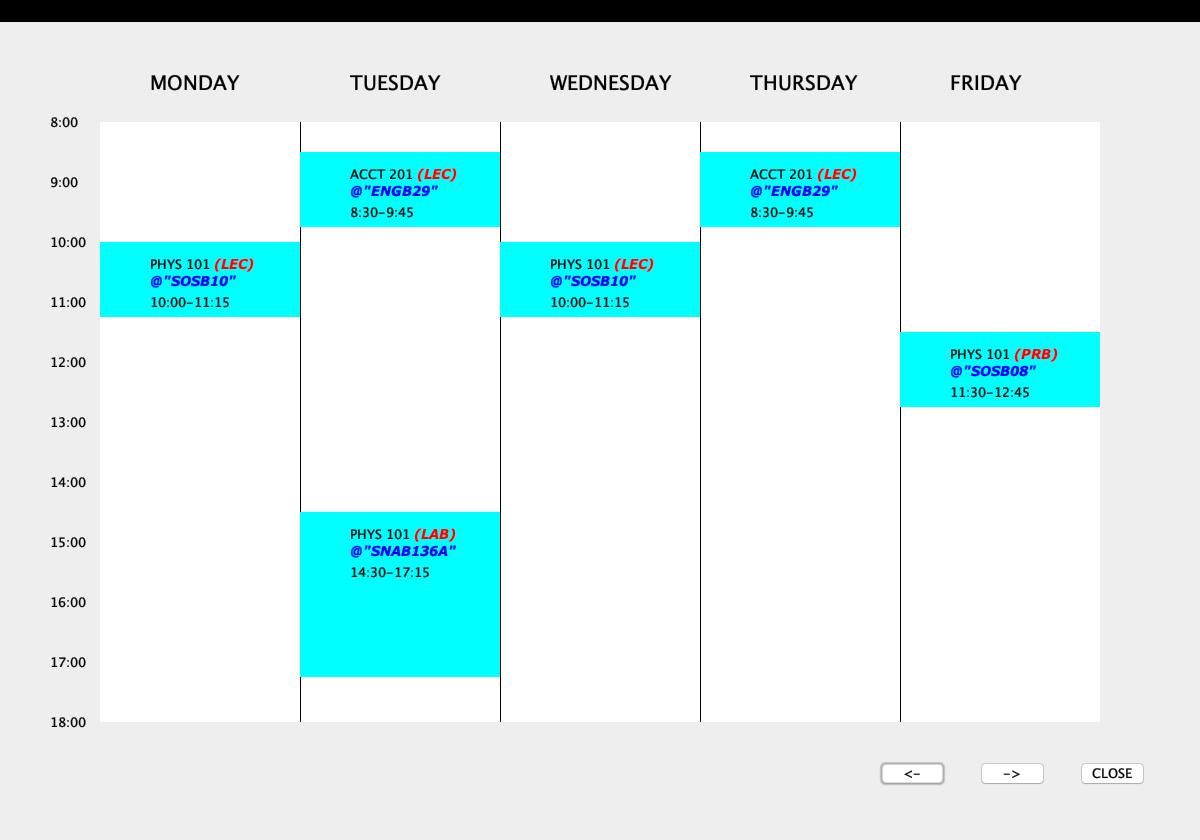 MONDAY TUESDAY WEDNESDAY THURSDAY FRIDAY
8:00
ACCT 201 (LEC)
@"ENGB29"
8:30-9:45
ACCT 201 (LEC)
@"ENGB29"
8:30-9:45
9:00
10:00
PHYS 101 (LEC)
@"SOSB10"
10:00-11:15
PHYS 101 (LEC)
@"SOSB10"
10:00-11:15
11:00
PHYS 101 (PRB)
@"SOSB08"
11:30-12:45
12:00
13:00
14:00
PHYS 101 (LAB)
@"SNAB136A"
14:30-17:15
15:00
16:00
17:00
18:00
<- -> CLOSE